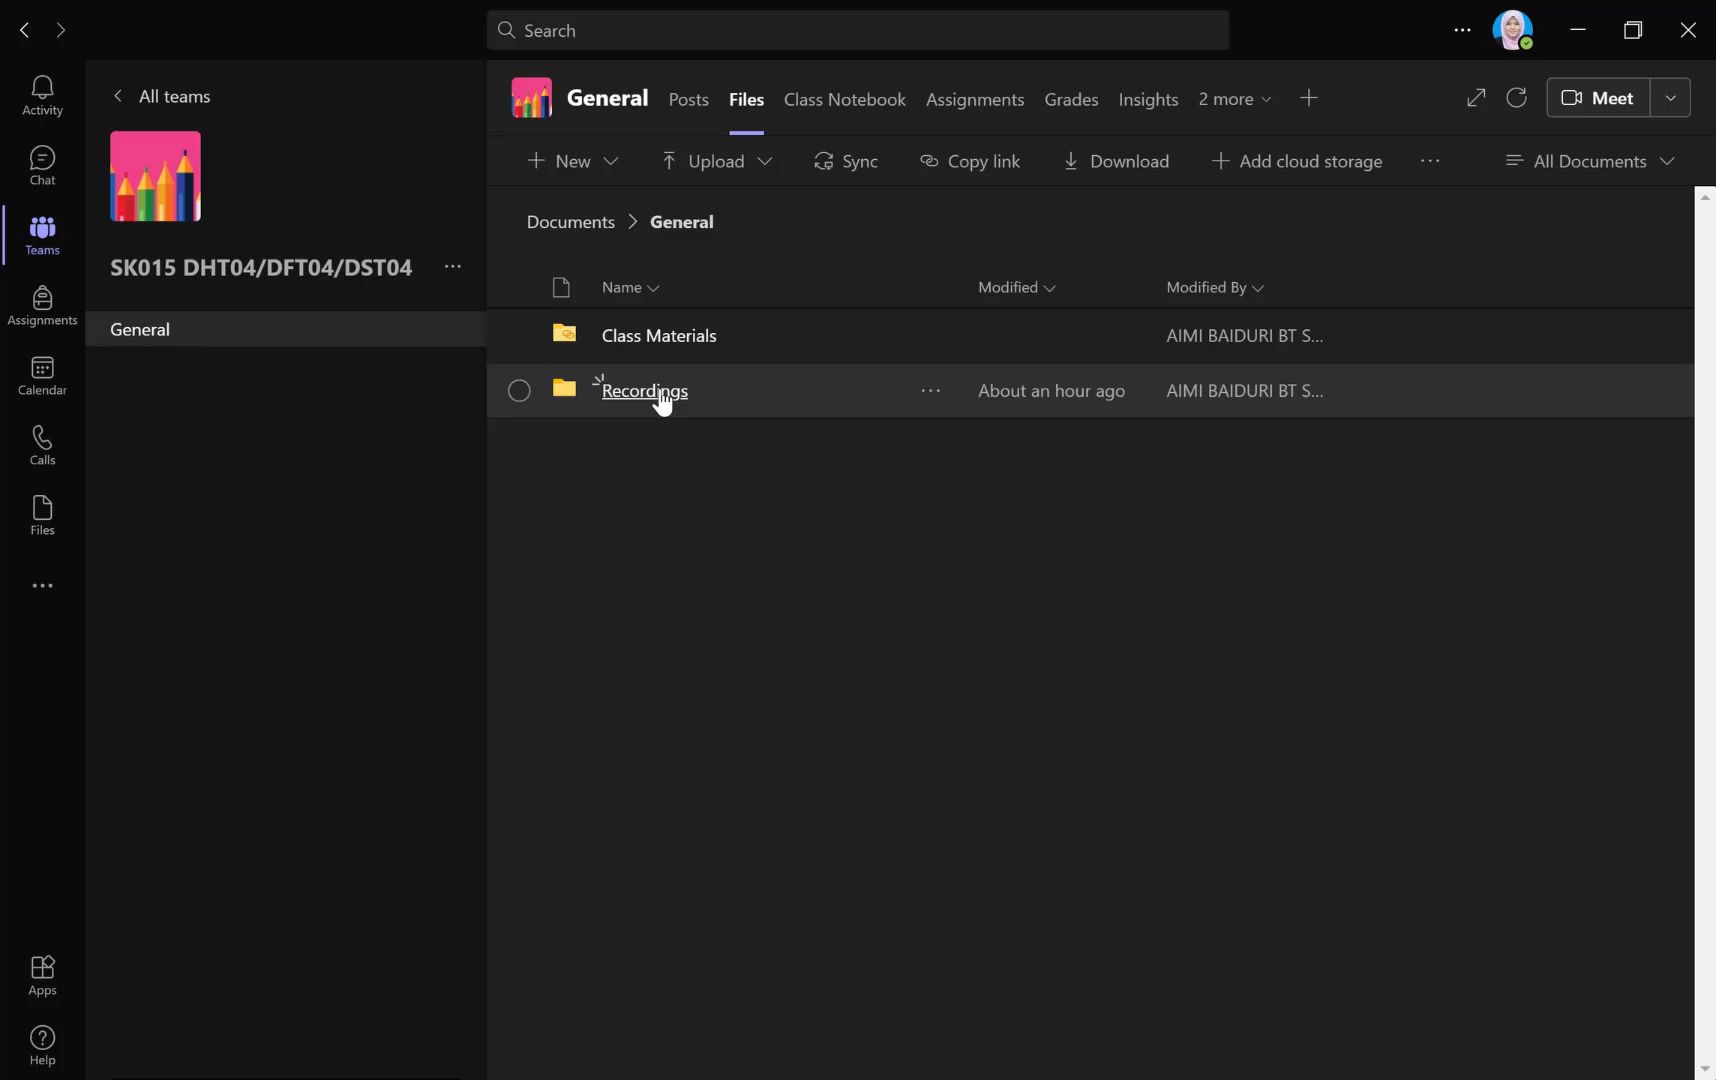 Search
Activity
Chat
Teams
Assignments
Calendar
Calls
Files
Apps
Help
All teams
SK015 DHT04/DFT04/DST04
General
General Posts Files Class Notebook Assignments Grades Insights 2 more Meet
New Upload Sync Copy link Download Add cloud storage All Documents
Documents > General
Name Modified Modified By
Class Materials AIMI BAIDURI BT S...
Recordings About an hour ago AIMI BAIDURI BT S...